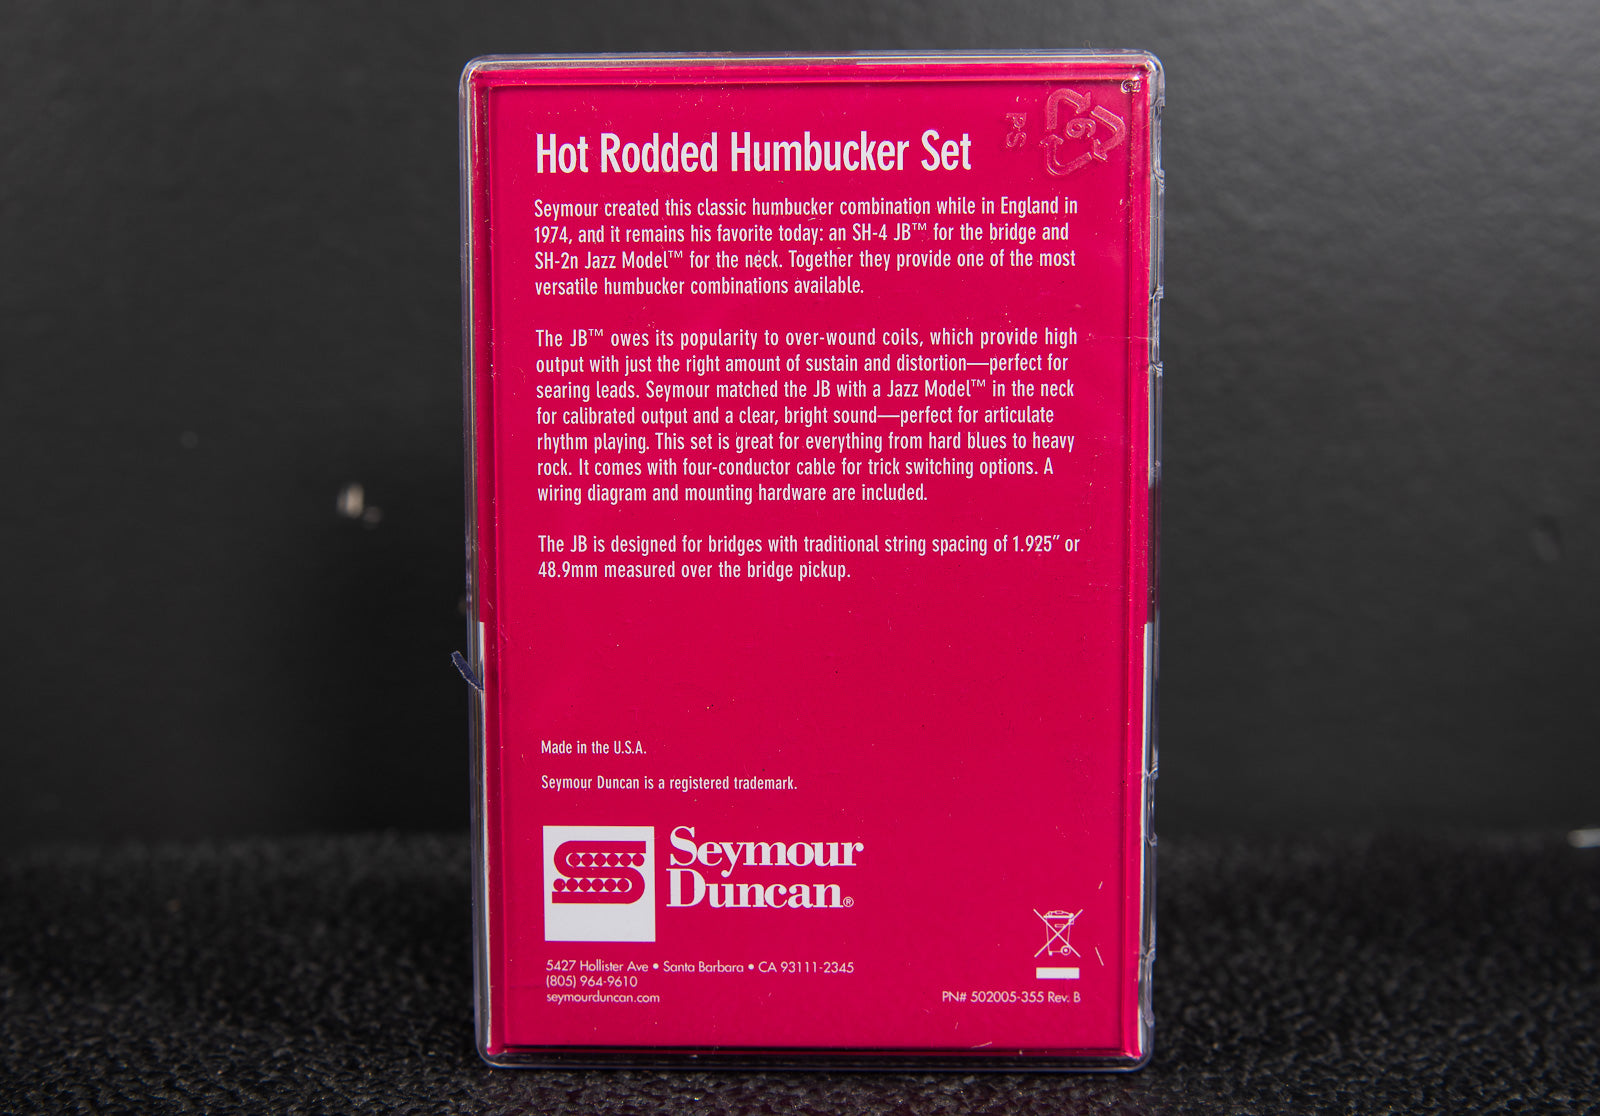 Hot Rodded Humbucker Set
PS
6
Seymour created this classic humbucker combination while in England in
1974, and it remains his favorite today: an SH-4 JB™ for the bridge and
SH-2n Jazz Model™ for the neck. Together they provide one of the most
versatile humbucker combinations available.
The JB™ owes its popularity to over-wound coils, which provide high
output with just the right amount of sustain and distortion—perfect for
searing leads. Seymour matched the JB with a Jazz Model™ in the neck
for calibrated output and a clear, bright sound—perfect for articulate
rhythm playing. This set is great for everything from hard blues to heavy
rock. It comes with four-conductor cable for trick switching options. A
wiring diagram and mounting hardware are included.
The JB is designed for bridges with traditional string spacing of 1.925” or
48.9mm measured over the bridge pickup.
Made in the U.S.A.
Seymour Duncan is a registered trademark.
Seymour
Duncan®
5427 Hollister Ave • Santa Barbara • CA 93111-2345
(805) 964-9610
seymourduncan.com
PN# 502005-355 Rev. B